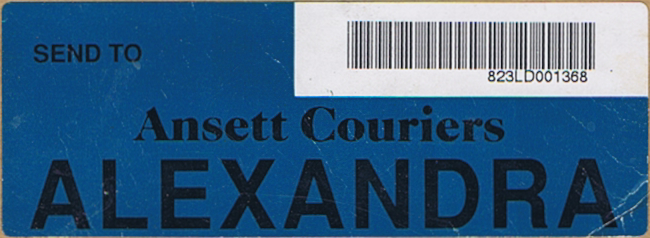 SEND TO
823LD001368
Ansett Couriers
ALEXANDRA